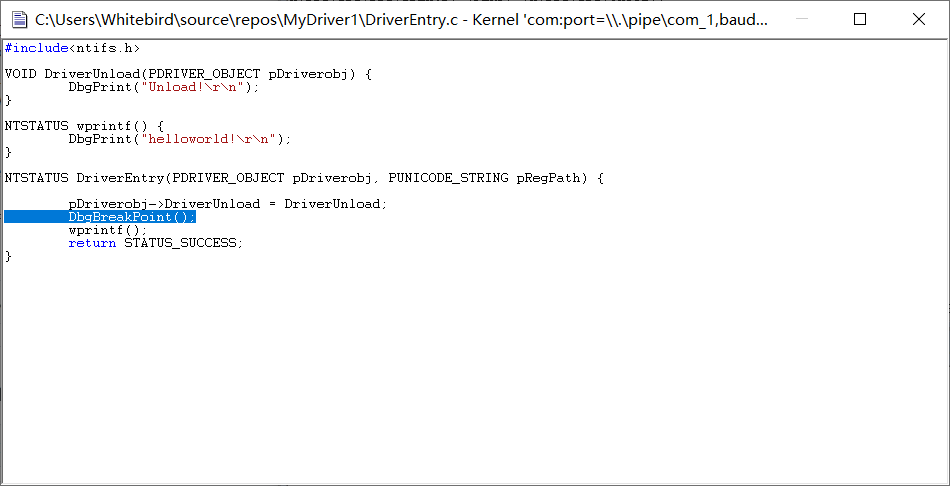 C:\Users\Whitebird\source\repos\MyDriver1\DriverEntry.c - Kernel 'com:port=\\.\pipe\com_1,baud...
#include<ntifs.h>
VOID DriverUnload(PDRIVER_OBJECT pDriverobj) {
DbgPrint("Unload!\r\n");
}
NTSTATUS wprintf() {
DbgPrint("helloworld!\r\n");
}
NTSTATUS DriverEntry(PDRIVER_OBJECT pDriverobj, PUNICODE_STRING pRegPath) {
pDriverobj->DriverUnload = DriverUnload;
DbgBreakPoint();
wprintf();
return STATUS_SUCCESS;
}